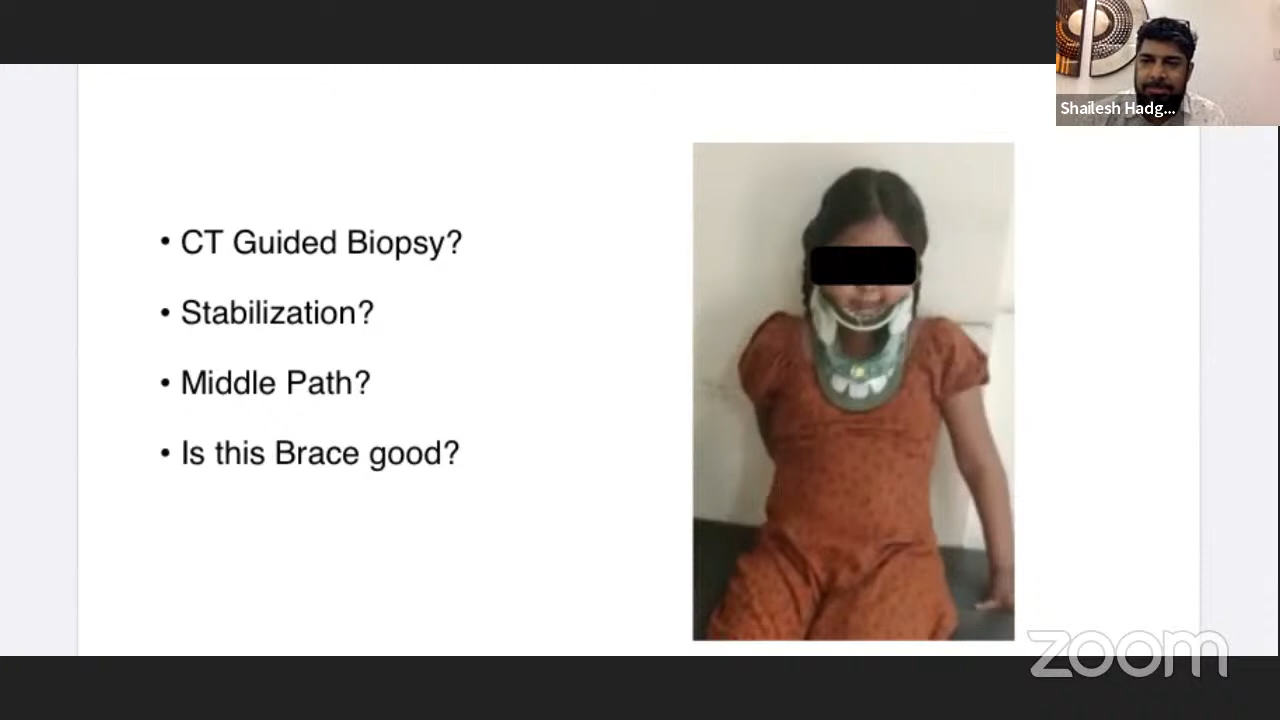 Shailesh Hadg...
• CT Guided Biopsy?
• Stabilization?
• Middle Path?
• Is this Brace good?
zoom